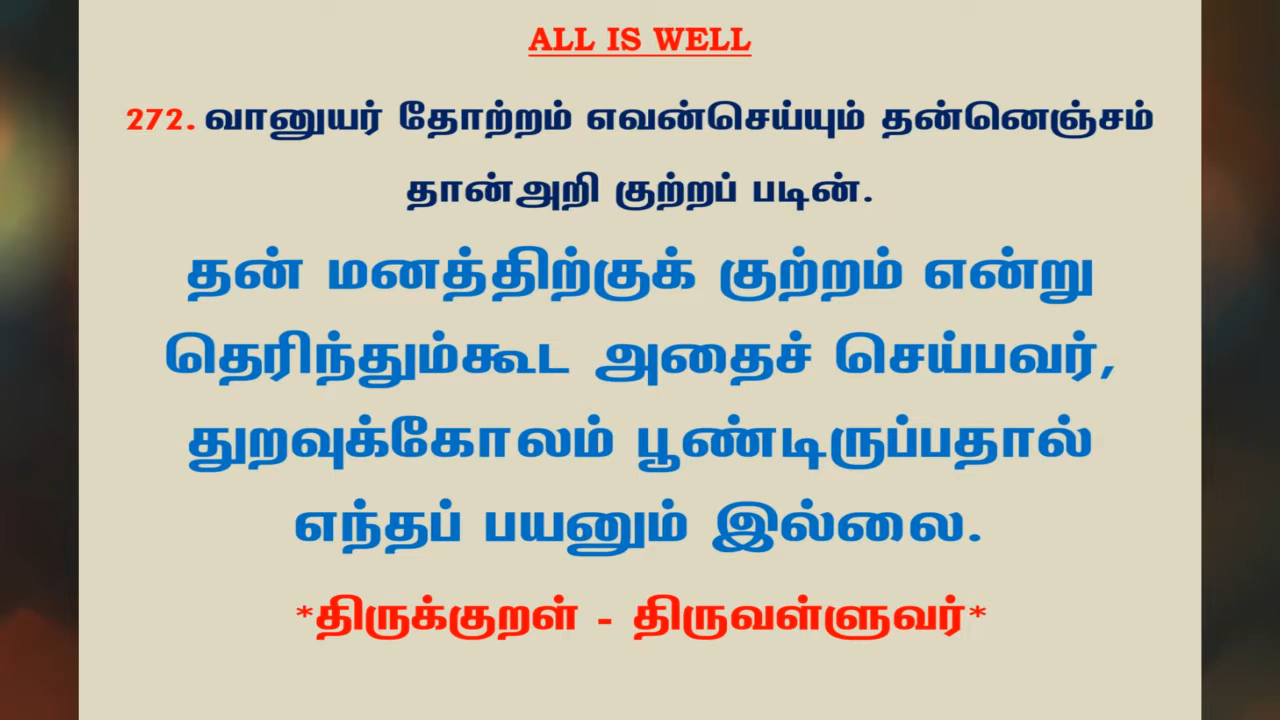 ALL IS WELL
272. வானுயர் தோற்றம் எவன்செய்யும் தன்னெஞ்சம்
தான்அறி குற்றப் படின்.
தன் மனத்திற்குக் குற்றம் என்று
தெரிந்தும்கூட அதைச் செய்பவர்,
துறவுக்கோலம் பூண்டிருப்பதால்
எந்தப் பயனும் இல்லை.
*திருக்குறள் - திருவள்ளுவர்*